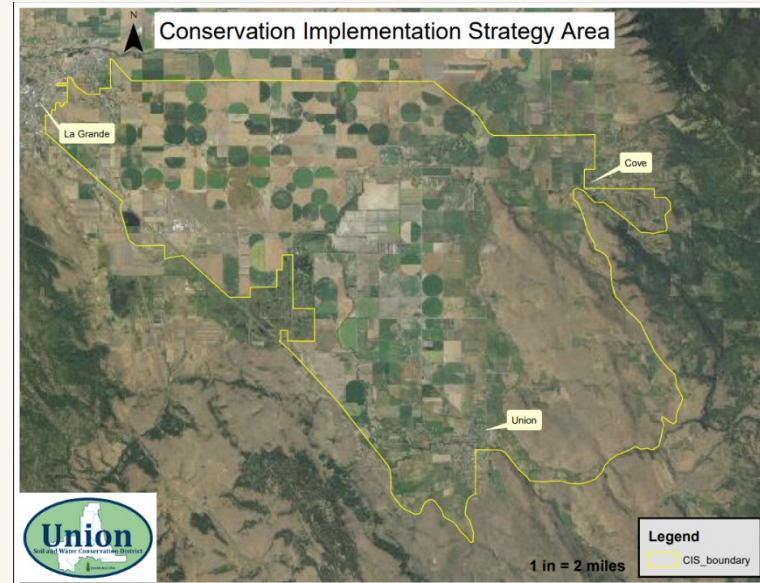 N
Conservation Implementation Strategy Area
La Grande
Cove
Union
Union
Soil and Water Conservation District
1 in = 2 miles
Legend
CIS_boundary